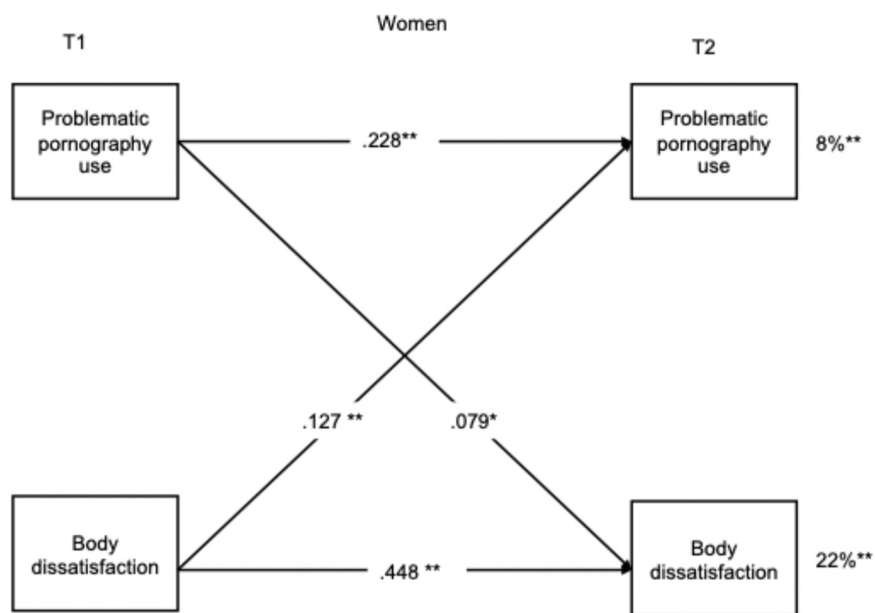 Women
T1
T2
Problematic
pornography
use
.228**
Problematic
pornography
use
8%**
.127 **
.079*
Body
dissatisfaction
.448 **
Body
dissatisfaction
22%**